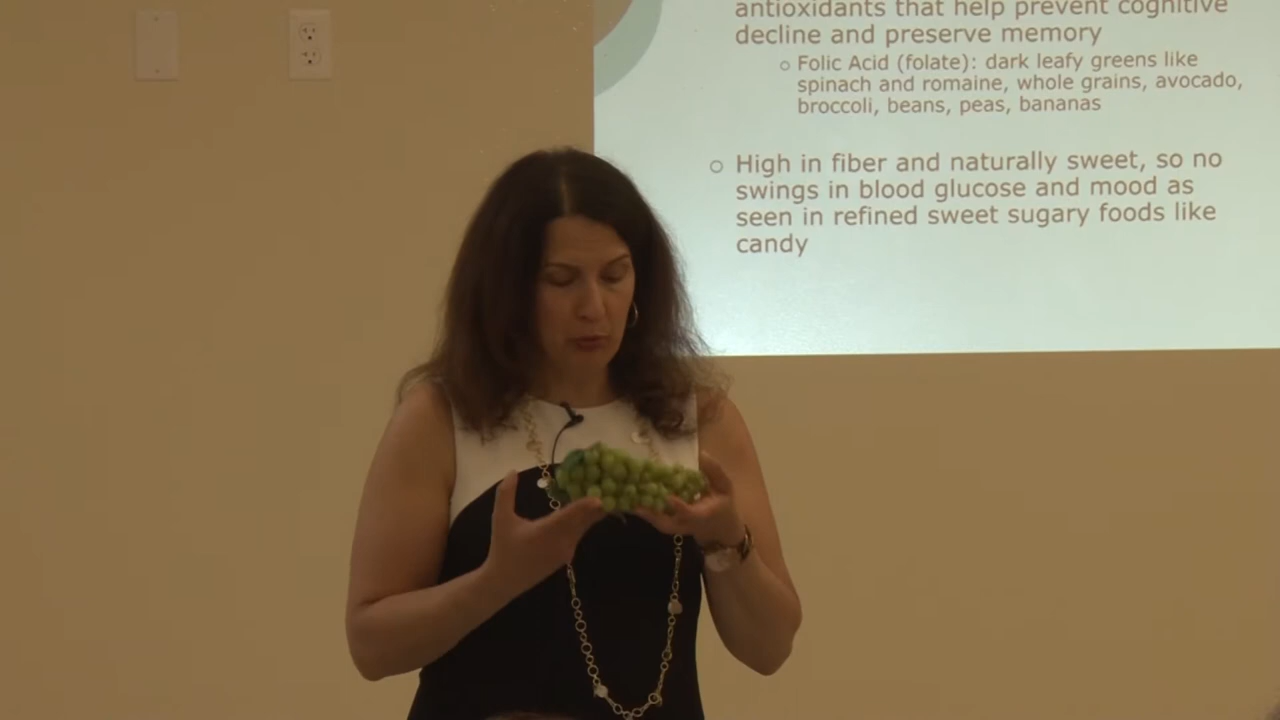 antioxidants that help prevent cognitive
decline and preserve memory
Folic Acid (folate): dark leafy greens like
spinach and romaine, whole grains, avocado,
broccoli, beans, peas, bananas
High in fiber and naturally sweet, so no
swings in blood glucose and mood as
seen in refined sweet sugary foods like
candy